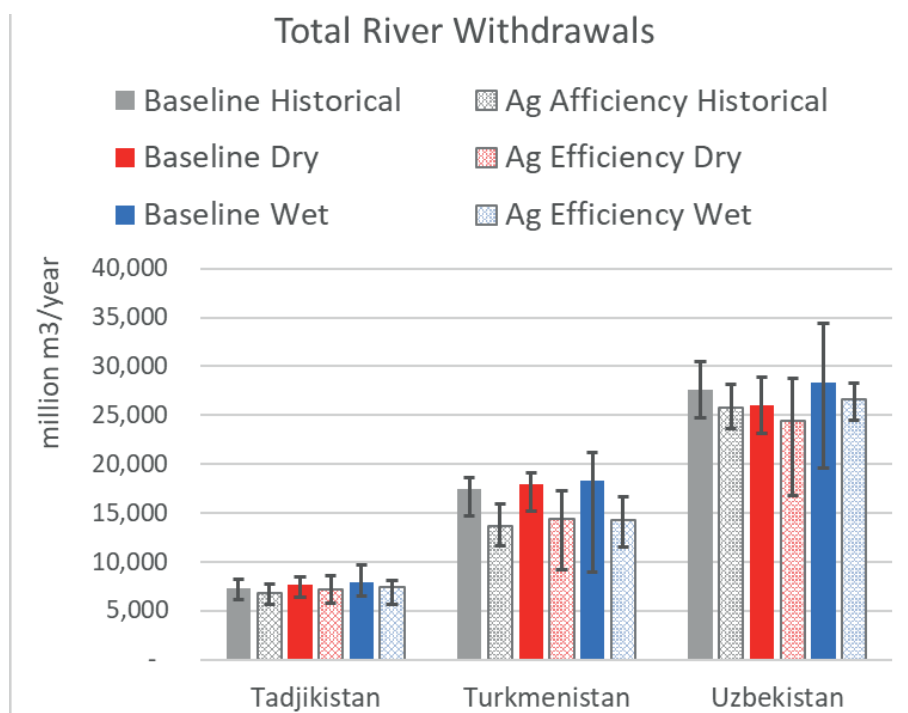 Total River Withdrawals
Baseline Historical
Ag Afficiency Historical
Baseline Dry
Ag Efficiency Dry
Baseline Wet
Ag Efficiency Wet
million m3/year
40,000
35,000
30,000
25,000
20,000
15,000
10,000
5,000
-
Tadjikistan
Turkmenistan
Uzbekistan